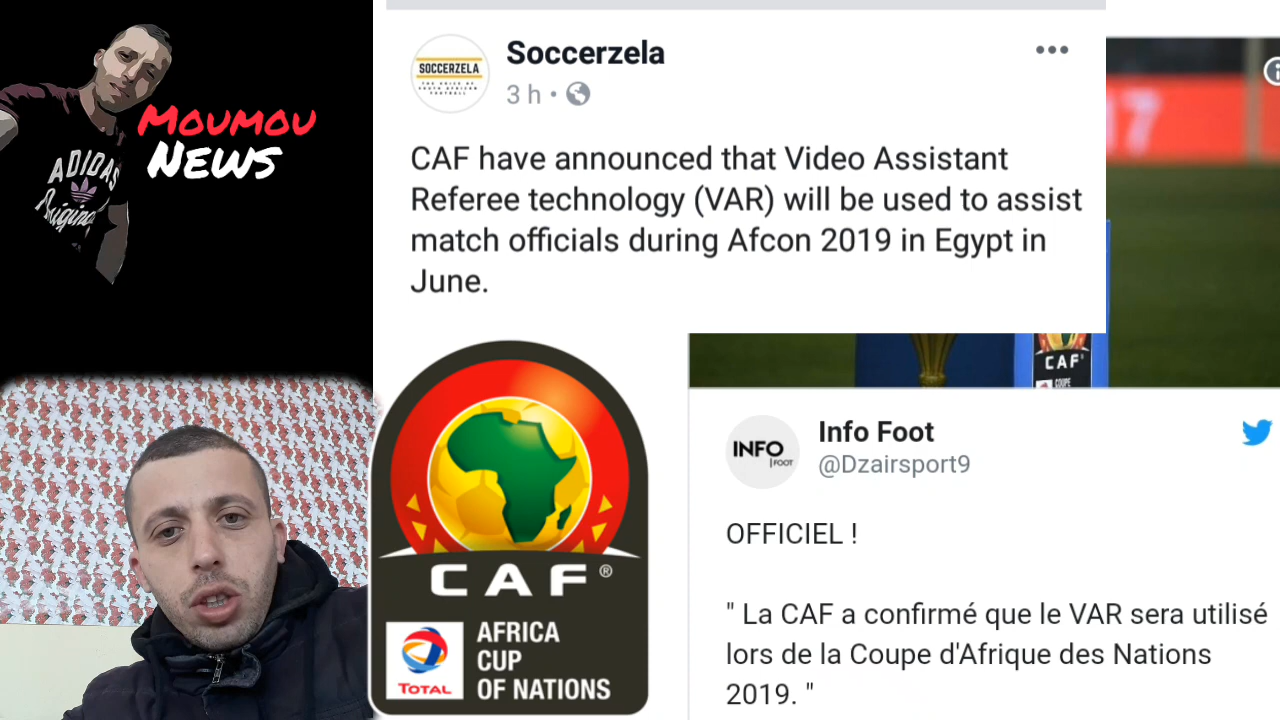 MOUMOU
NEWS
ADIDAS
Soccerzela
SOCCERZELA
3 h
CAF have announced that Video Assistant
Referee technology (VAR) will be used to assist
match officials during Afcon 2019 in Egypt in
June.
17
CAF
COUPE
CAF®
TOTAL
AFRICA
CUP
OF NATIONS
INFO
FOOT
Info Foot
@Dzairsport9
OFFICIEL !
" La CAF a confirmé que le VAR sera utilisé
lors de la Coupe d'Afrique des Nations
2019. "